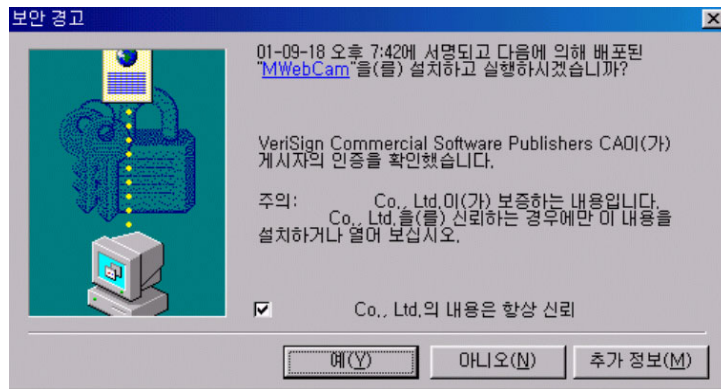 보안 경고
01-09-18 오후 7:42에 서명되고 다음에 의해 배포된
"MWebCam"을(를) 설치하고 실행하시겠습니까?
VeriSign Commercial Software Publishers CA이(가)
게시자의 인증을 확인했습니다.
주의: Co., Ltd.이(가) 보증하는 내용입니다.
Co., Ltd.을(를) 신뢰하는 경우에만 이 내용을
설치하거나 열어 보십시오.
Co., Ltd.의 내용은 항상 신뢰
예(Y) 아니오(N) 추가 정보(M)